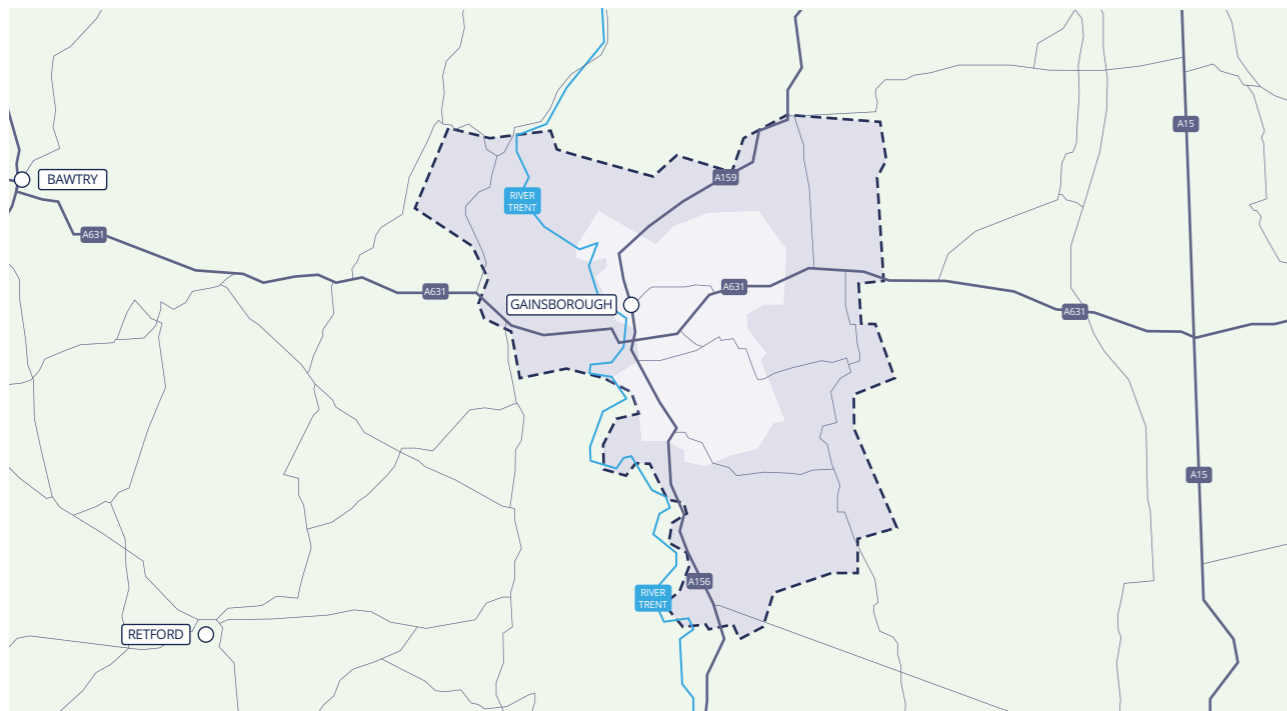 A15
A159
BAWTRY
RIVER
TRENT
A631
A631
A631
GAINSBOROUGH
A631
A15
A156
RIVER
TRENT
RETFORD